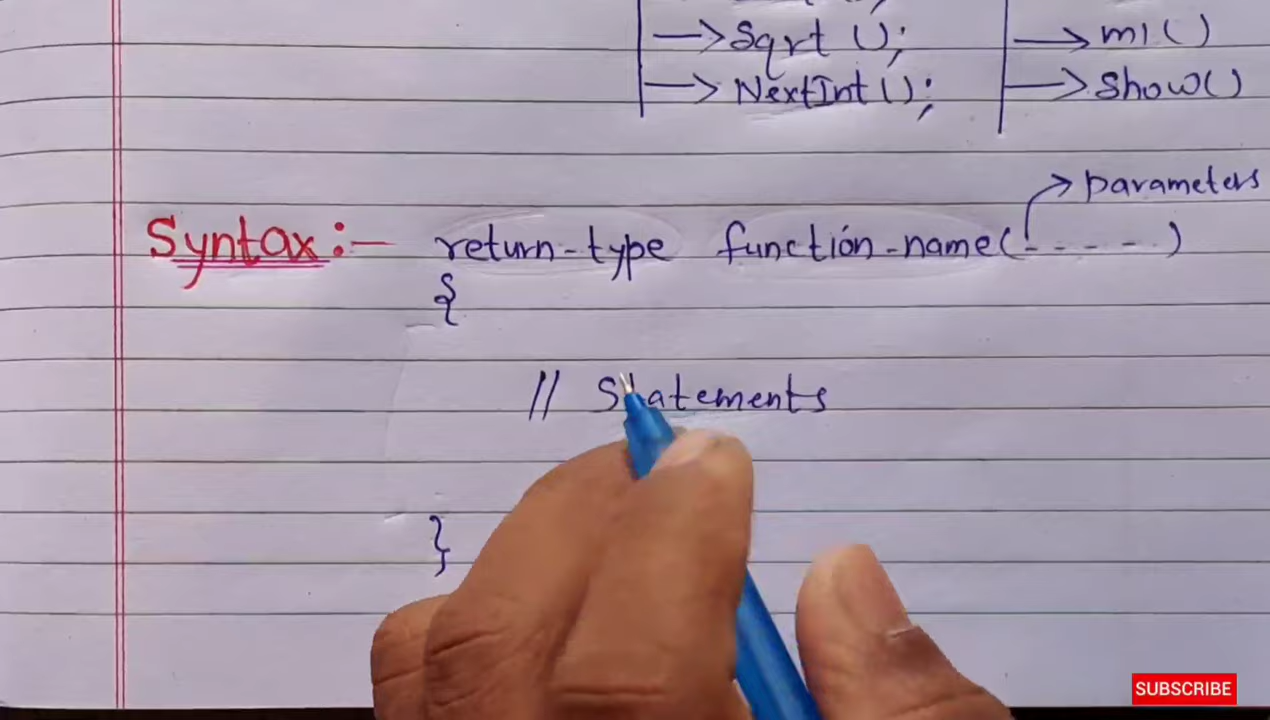 → Sqrt (); → m1()
→ NextInt (); → Show()
→ parameters
Syntax:- return-type function-name(- - - - -)
{
// Statements
}
SUBSCRIBE